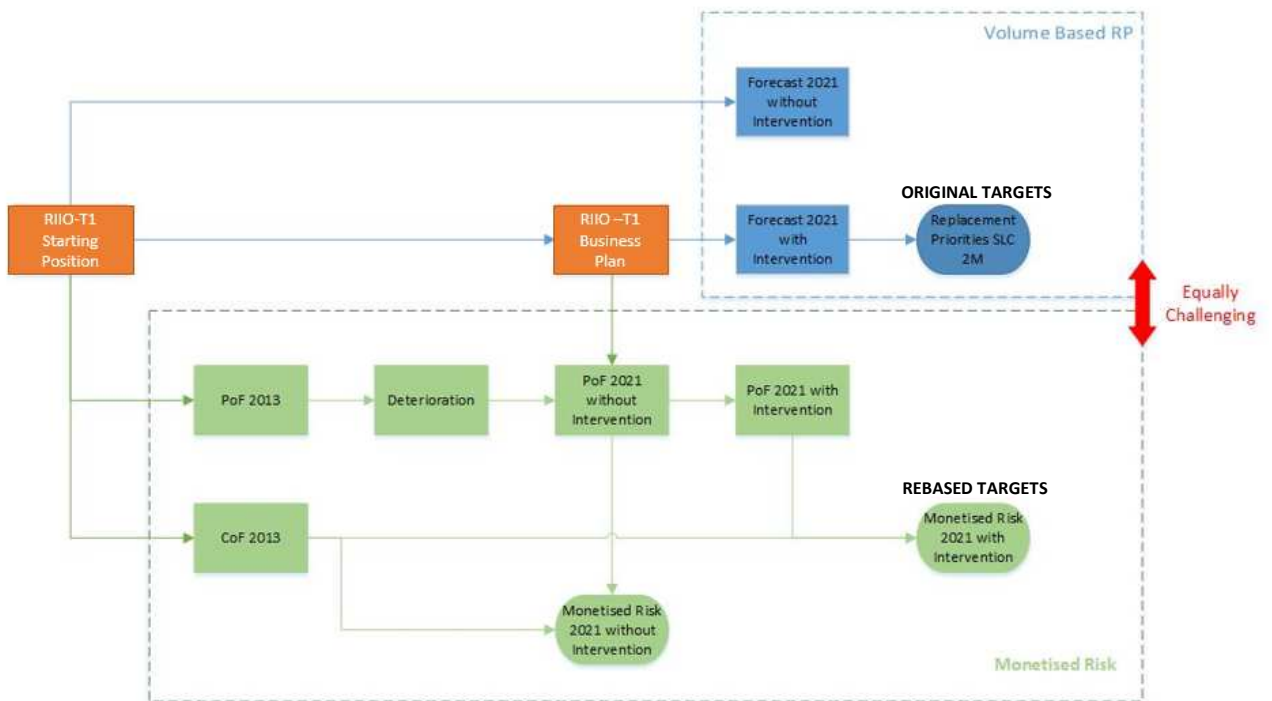 Volume Based RP
Forecast 2021
without
Intervention
ORIGINAL TARGETS
RIIO-T1
Starting
Position
RIIO –T1
Business
Plan
Forecast 2021
with
Intervention
Replacement
Priorities SLC
2M
Equally
Challenging
PoF 2013
Deterioration
PoF 2021
without
Intervention
PoF 2021 with
Intervention
REBASED TARGETS
CoF 2013
Monetised Risk
2021 with
Intervention
Monetised Risk
2021 without
Intervention
Monetised Risk